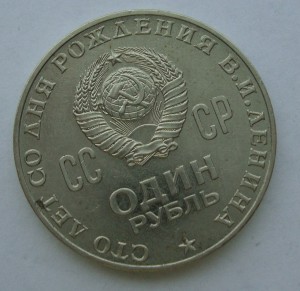 СТО ЛЕТ СО ДНЯ РОЖДЕНИЯ В.И.ЛЕНИНА
СС СР
ОДИН
РУБЛЬ